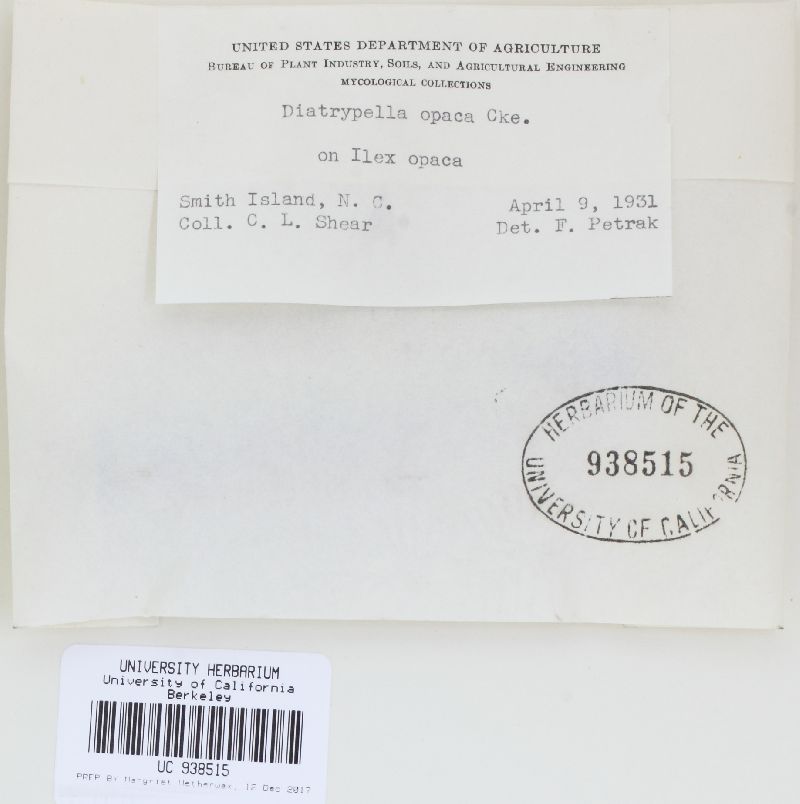 UNITED STATES DEPARTMENT OF AGRICULTURE
BUREAU OF PLANT INDUSTRY, SOILS, AND AGRICULTURAL ENGINEERING
MYCOLOGICAL COLLECTIONS
Diatrypella opaca Cke.
on Ilex opaca
Smith Island, N. C. April 9, 1931
Coll. C. L. Shear Det. F. Petrak
HERBARIUM OF THE
938515
UNIVERSITY OF CALIFORNIA
UNIVERSITY HERBARIUM
University of California
Berkeley
UC 938515
PREP BY Margriet Wetherwax, 12 Dec 2017